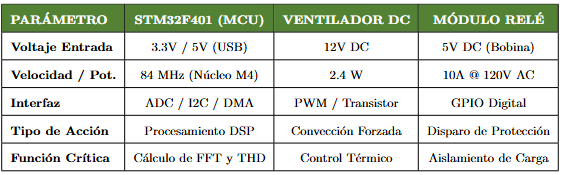 PARÁMETRO STM32F401 (MCU) VENTILADOR DC MÓDULO RELÉ
Voltaje Entrada 3.3V / 5V (USB) 12V DC 5V DC (Bobina)
Velocidad / Pot. 84 MHz (Núcleo M4) 2.4 W 10A @ 120V AC
Interfaz ADC / I2C / DMA PWM / Transistor GPIO Digital
Tipo de Acción Procesamiento DSP Convección Forzada Disparo de Protección
Función Crítica Cálculo de FFT y THD Control Térmico Aislamiento de Carga